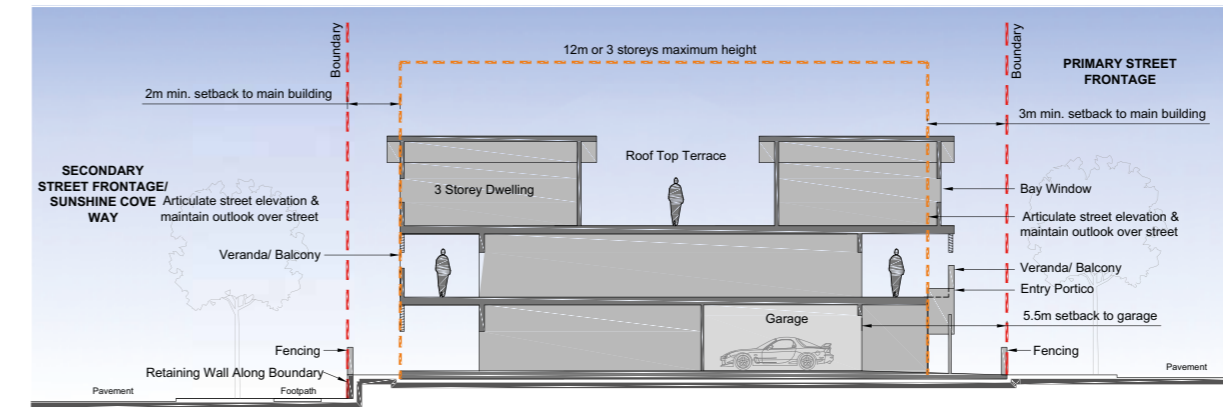 Boundary
12m or 3 storeys maximum height
Boundary
PRIMARY STREET
FRONTAGE
2m min. setback to main building
3m min. setback to main building
SECONDARY
STREET FRONTAGE/
SUNSHINE COVE
WAY
Articulate street elevation &
maintain outlook over street
Roof Top Terrace
3 Storey Dwelling
Bay Window
Articulate street elevation &
maintain outlook over street
Veranda/ Balcony
Veranda/ Balcony
Entry Portico
Garage
5.5m setback to garage
Fencing
Fencing
Retaining Wall Along Boundary
Pavement
Footpath
Pavement